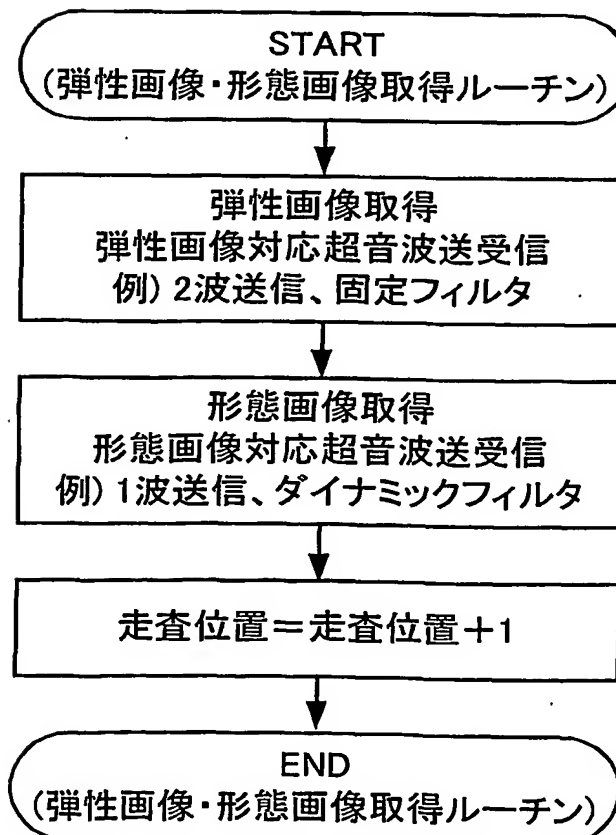 START
(弾性画像・形態画像取得ルーチン)
弾性画像取得
弾性画像対応超音波送受信
例) 2波送信、固定フィルタ
形態画像取得
形態画像対応超音波送受信
例) 1波送信、ダイナミックフィルタ
走査位置=走査位置+1
END
(弾性画像・形態画像取得ルーチン)